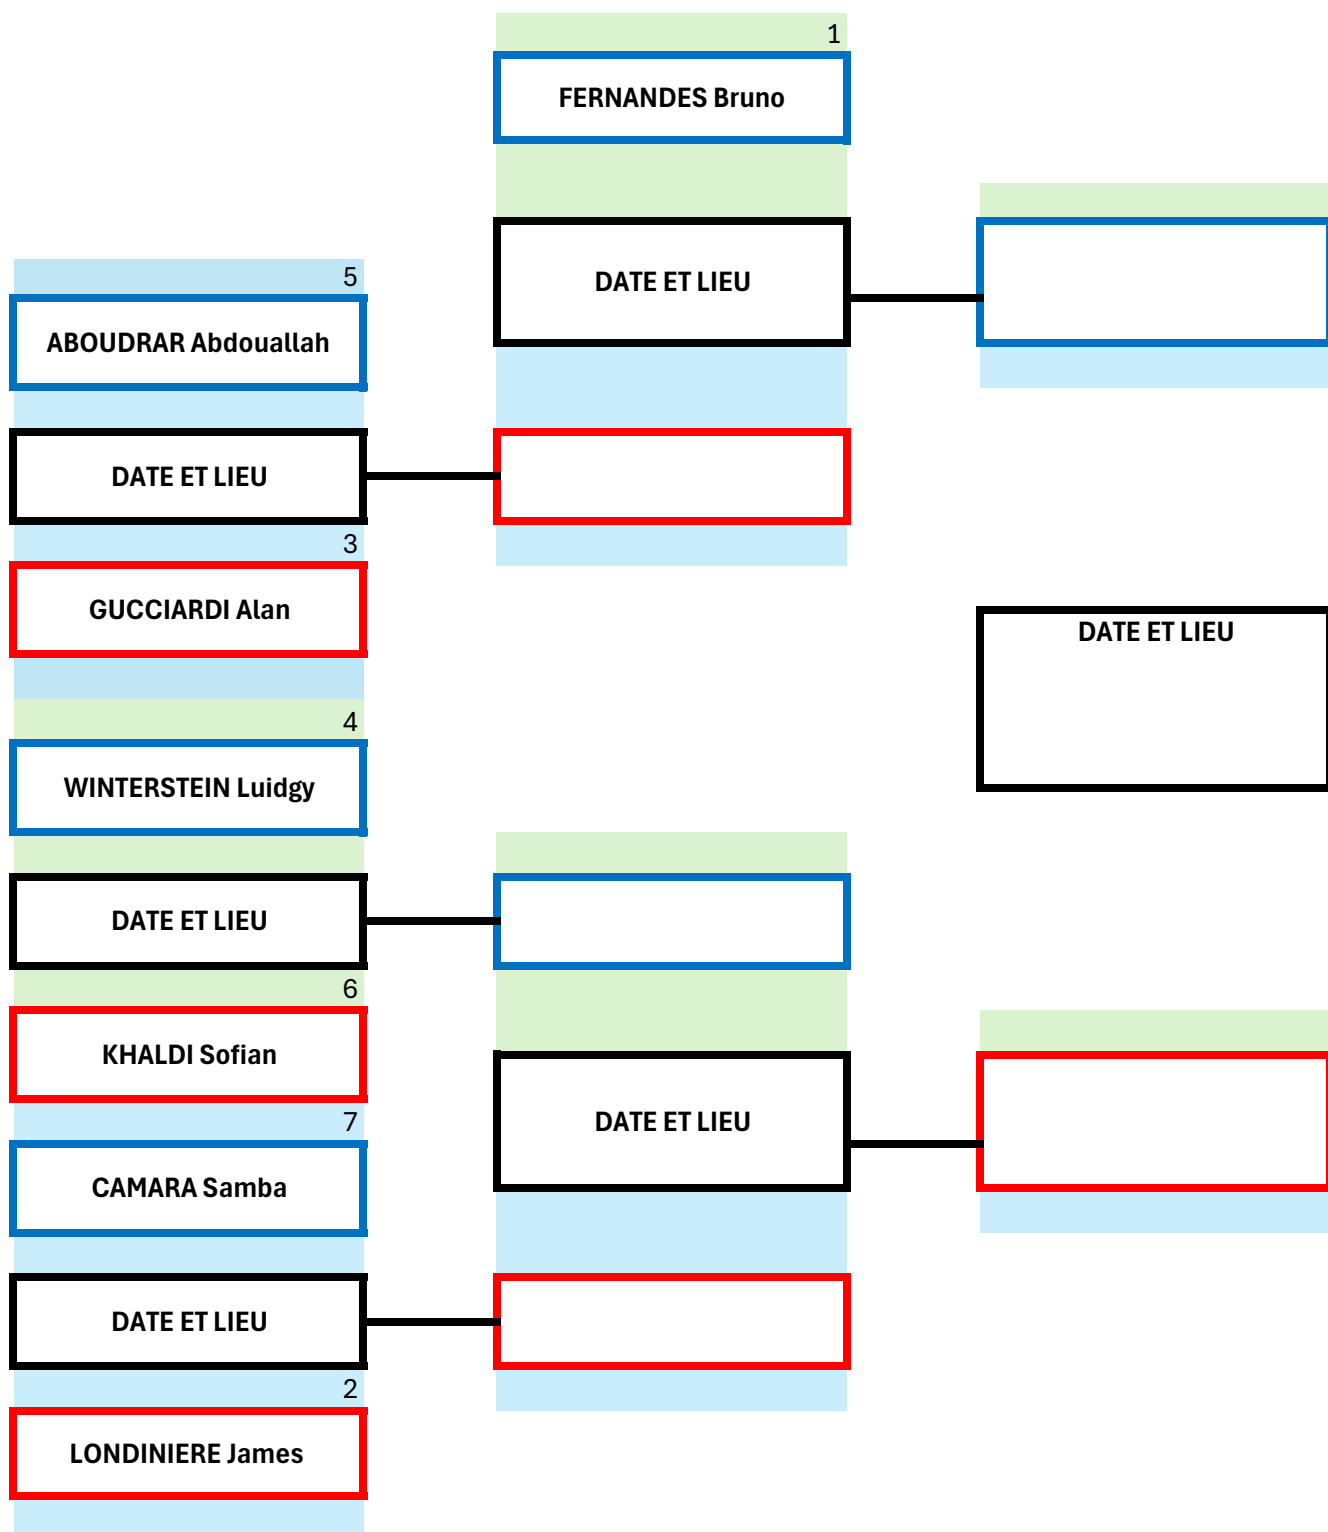 1
FERNANDES Bruno
DATE ET LIEU
5
ABOUDRAR Abdouallah
DATE ET LIEU
3
GUCCIARDI Alan
DATE ET LIEU
4
WINTERSTEIN Luidgy
DATE ET LIEU
6
KHALDI Sofian
DATE ET LIEU
7
CAMARA Samba
DATE ET LIEU
2
LONDINIERE James